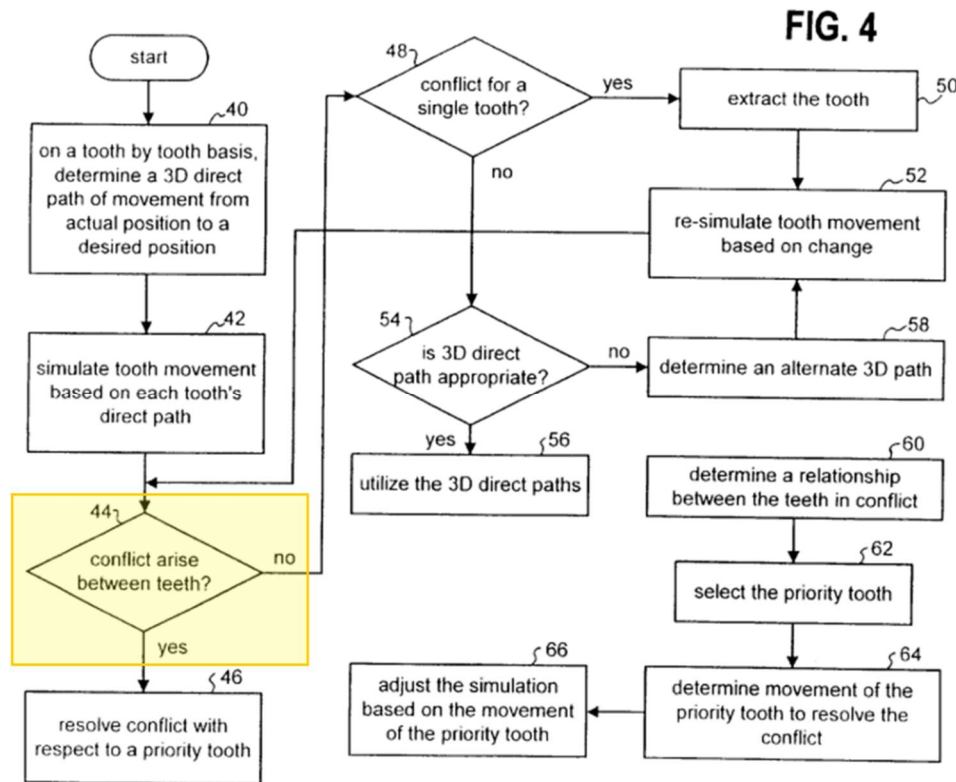 FIG. 4
start
40
on a tooth by tooth basis,
determine a 3D direct
path of movement from
actual position to a
desired position
42
simulate tooth movement
based on each tooth's
direct path
44
conflict arise
between teeth?
no
yes
46
resolve conflict with
respect to a priority tooth
48
conflict for a
single tooth?
yes
no
50
extract the tooth
52
re-simulate tooth movement
based on change
54
is 3D direct
path appropriate?
no
yes
56
utilize the 3D direct paths
58
determine an alternate 3D path
60
determine a relationship
between the teeth in conflict
62
select the priority tooth
64
determine movement of the
priority tooth to resolve the
conflict
66
adjust the simulation
based on the movement
of the priority tooth